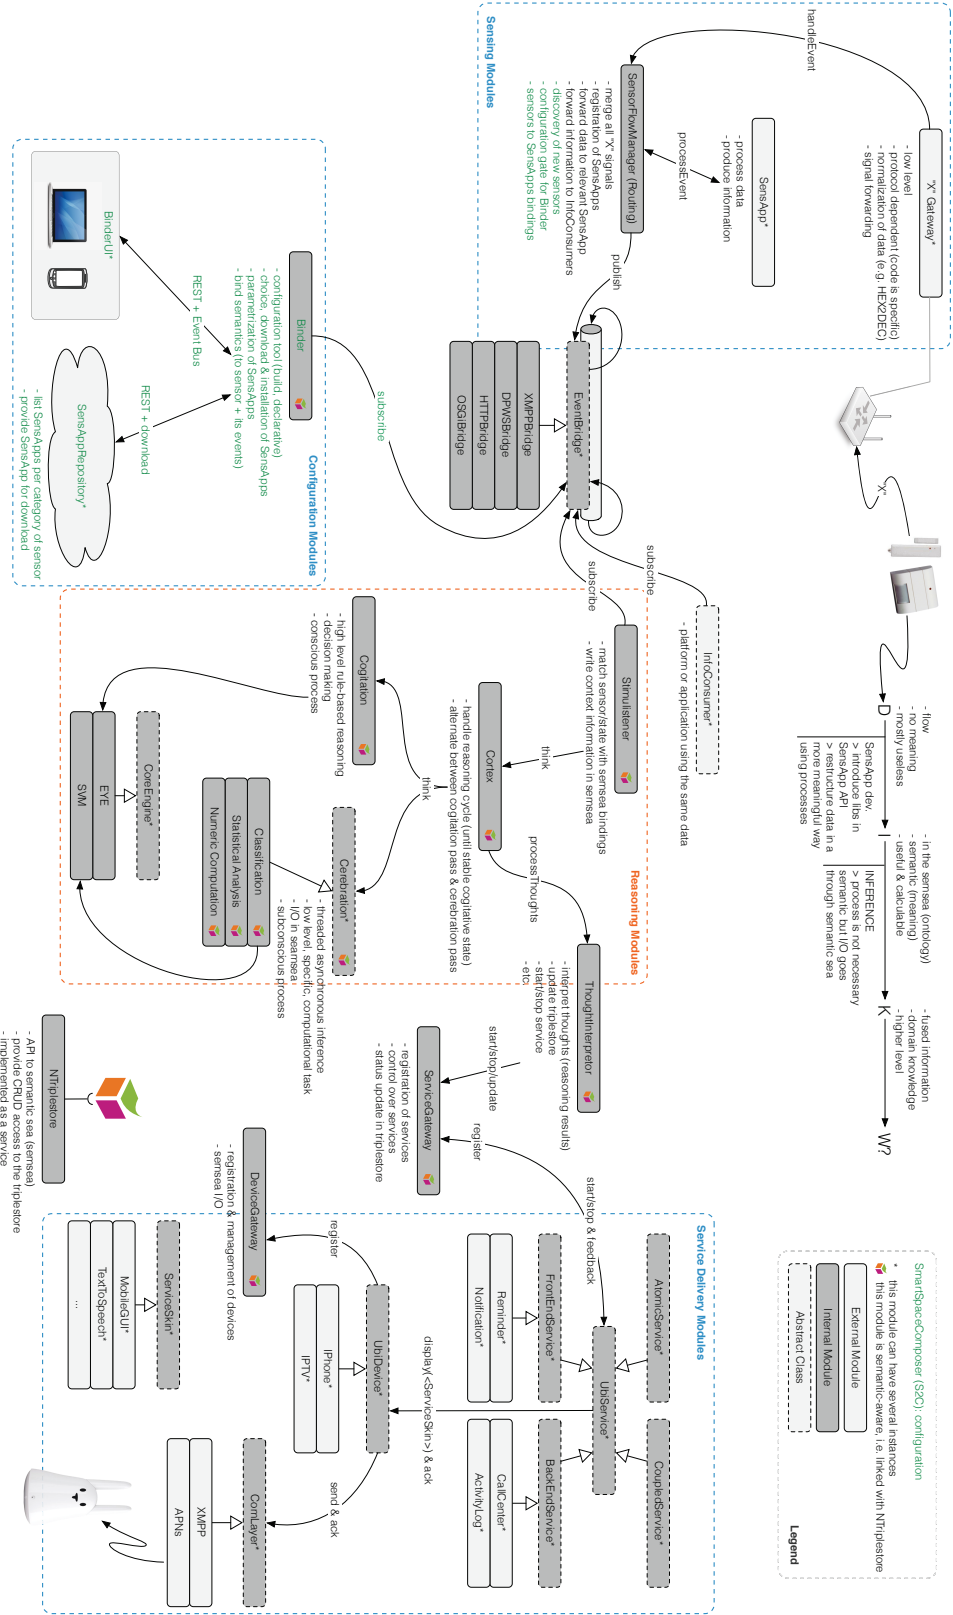 Sensing Modules
"X" Gateway*
- low level
- protocol dependent (code is specific)
- normalization of data (e.g. HEX2DEC)
- signal forwarding
handleEvent
SensApp*
- process data
- produce information
processEvent
SensorFlowManager (Routing)
- merge all "X" signals
- registration of SensApps
- forward data to relevant SensApp
- forward information to InfoConsumers
- discovery of new sensors
- configuration gate for Binder
- sensors to SensApps bindings
publish
EventBridge*
XMPPBridge
DPWSBridge
HTTPBridge
OSGiBridge
"X"
D
- flow
- no meaning
- mostly useless
SensApp dev.
> introduce libs in
SensApp API
> restructure data in a
more meaningful way
using processes
I
- in the semsea (ontology)
- semantic (meaning)
- useful & calculable
INFERENCE
> process is not necessary
semantic but I/O goes
through semantic sea
K
- fused information
- domain knowledge
- higher level
W?
SmartSpaceComposer (S2C): configuration
* this module can have several instances
this module is semantic-aware, i.e. linked with NTriplestore
External Module
Internal Module
Abstract Class
Legend
Configuration Modules
Binder
- configuration tool (build, declarative)
- choice, download & installation of SensApps
- parametrization of SensApps
- bind semantics (to sensor + its events)
subscribe
REST + Event Bus
BinderUI*
REST + download
SensAppRepository*
- list SensApps per category of sensor
- provide SensApp for download
subscribe
InfoConsumer*
- platform or application using the same data
subscribe
Reasoning Modules
Stimulistener
- match sensor/state with semsea bindings
- write context information in semsea
think
Cortex
- handle reasoning cycle (until stable cogitative state)
- alternate between cogitation pass & cerebration pass
think
processThoughts
Cogitation
- high level rule-based reasoning
- decision making
- conscious process
Cerebration*
- threaded asynchronous inference
- low level, specific, computational task
- I/O in seamsea
- subconscious process
Classification
Statistical Analysis
Numeric Computation
CoreEngine*
EYE
SVM
ThoughtInterpretor
- interpret thoughts (reasoning results)
- update triplestore
- start/stop service
- etc.
start/stop/update
ServiceGateway
- registration of services
- control over services
- status update in triplestore
register
start/stop & feedback
NTriplestore
- API to semantic sea (semsea)
- provide CRUD access to the triplestore
- implemented as a service
Service Delivery Modules
AtomicService*
CoupledService*
UbiService*
FrontEndService*
Reminder*
Notification*
BackEndService*
CallCenter*
ActivityLog*
display(<ServiceSkin>) & ack
UbiDevice*
IPhone*
IPTV*
register
DeviceGateway
- registration & management of devices
- semsea I/O
send & ack
ComLayer*
XMPP
APNs
ServiceSkin*
MobileGUI*
TextToSpeech*
...